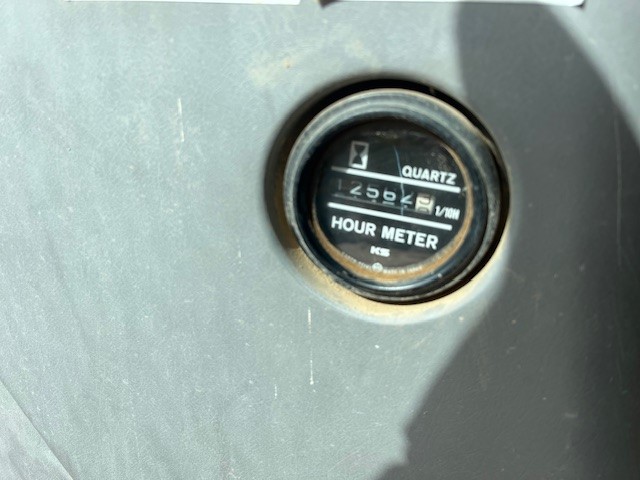 QUARTZ
12562
1/10H
HOUR METER
KS